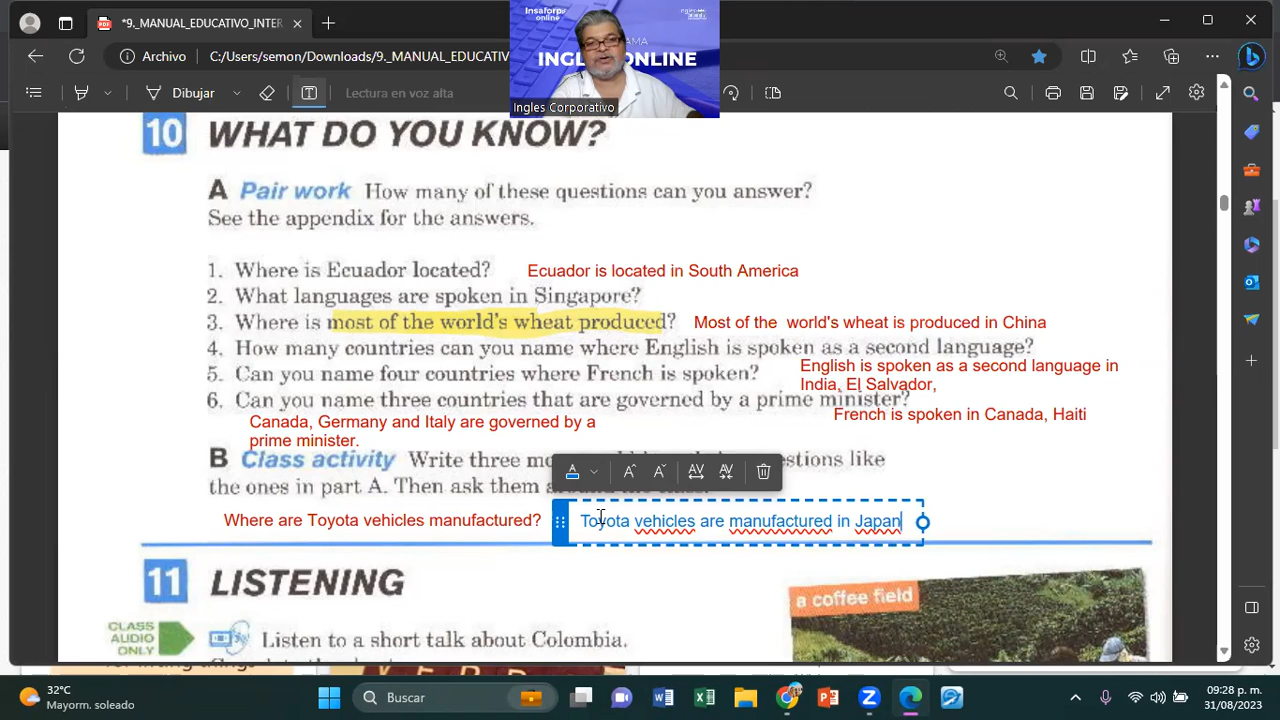 *9._MANUAL_EDUCATIVO_INTER
Archivo C:/Users/semon/Downloads/9._MANUAL_EDUCATIVO
Insaforp
online
AMA
INGL ONLINE
Ingles Corporativo
Dibujar
Lectura en voz alta
10 WHAT DO YOU KNOW?
A Pair work How many of these questions can you answer?
See the appendix for the answers.
1. Where is Ecuador located? Ecuador is located in South America
2. What languages are spoken in Singapore?
3. Where is most of the world's wheat produced? Most of the world's wheat is produced in China
4. How many countries can you name where English is spoken as a second language?
English is spoken as a second language in
India, El Salvador,
5. Can you name four countries where French is spoken?
6. Can you name three countries that are governed by a prime minister?
French is spoken in Canada, Haiti
Canada, Germany and Italy are governed by a
prime minister.
B Class activity Write three mo estions like
the ones in part A. Then ask them
Where are Toyota vehicles manufactured? Toyota vehicles are manufactured in Japan
11 LISTENING
a coffee field
CLASS
AUDIO
ONLY
Listen to a short talk about Colombia.
32°C
Mayorm. soleado
Buscar
09:28 p. m.
31/08/2023